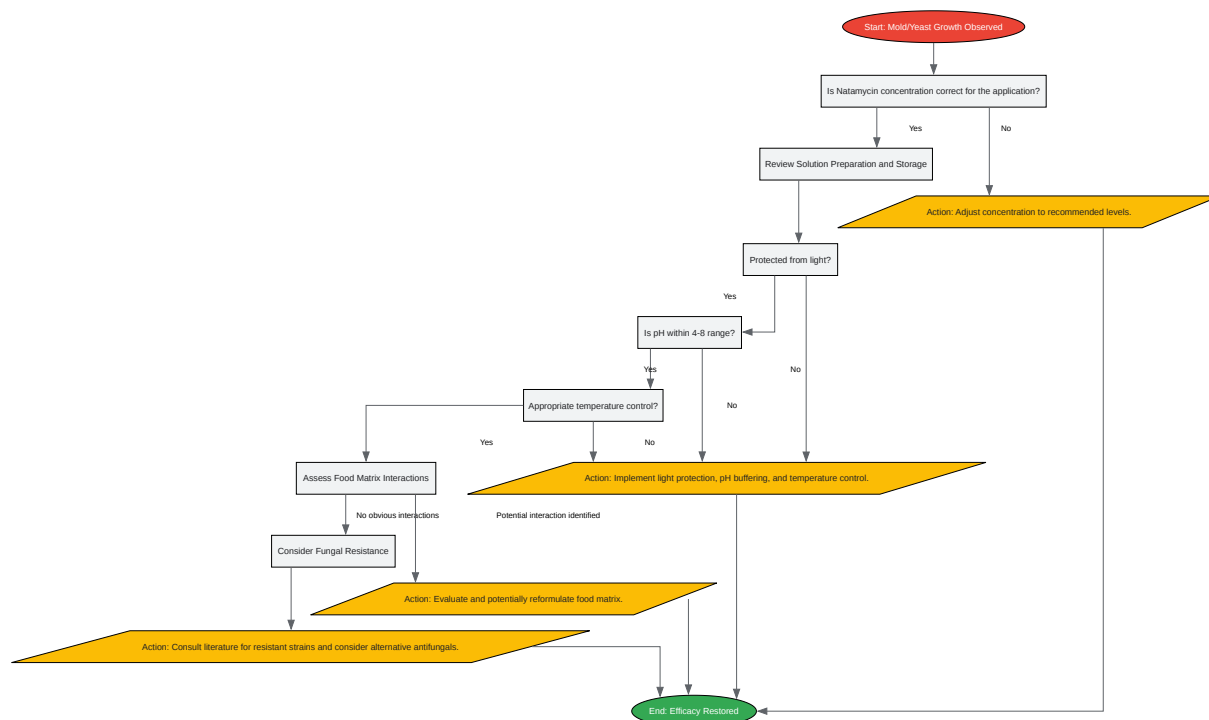 Start: Mold/Yeast Growth Observed
Is Natamycin concentration correct for the application?
Yes
No
Review Solution Preparation and Storage
Action: Adjust concentration to recommended levels.
Protected from light?
Yes
Is pH within 4-8 range?
Yes
No
Appropriate temperature control?
No
Yes
No
Assess Food Matrix Interactions
Action: Implement light protection, pH buffering, and temperature control.
No obvious interactions
Potential interaction identified
Consider Fungal Resistance
Action: Evaluate and potentially reformulate food matrix.
Action: Consult literature for resistant strains and consider alternative antifungals.
End: Efficacy Restored